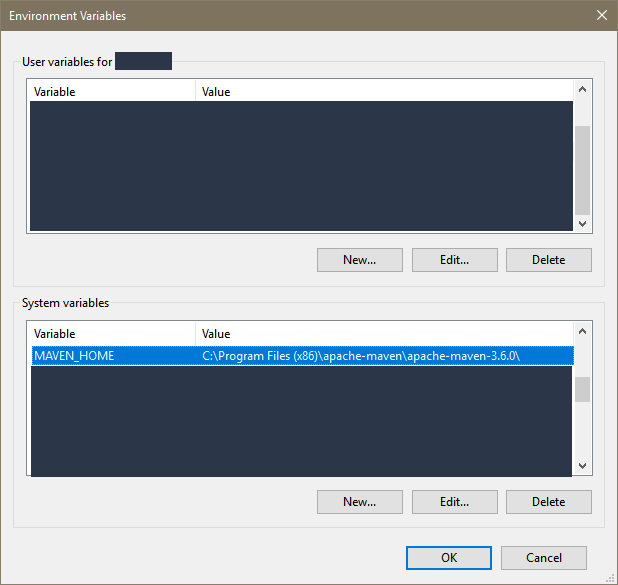 Environment Variables
User variables for
Variable Value
New... Edit... Delete
System variables
Variable Value
MAVEN_HOME C:\Program Files (x86)\apache-maven\apache-maven-3.6.0\
New... Edit... Delete
OK Cancel